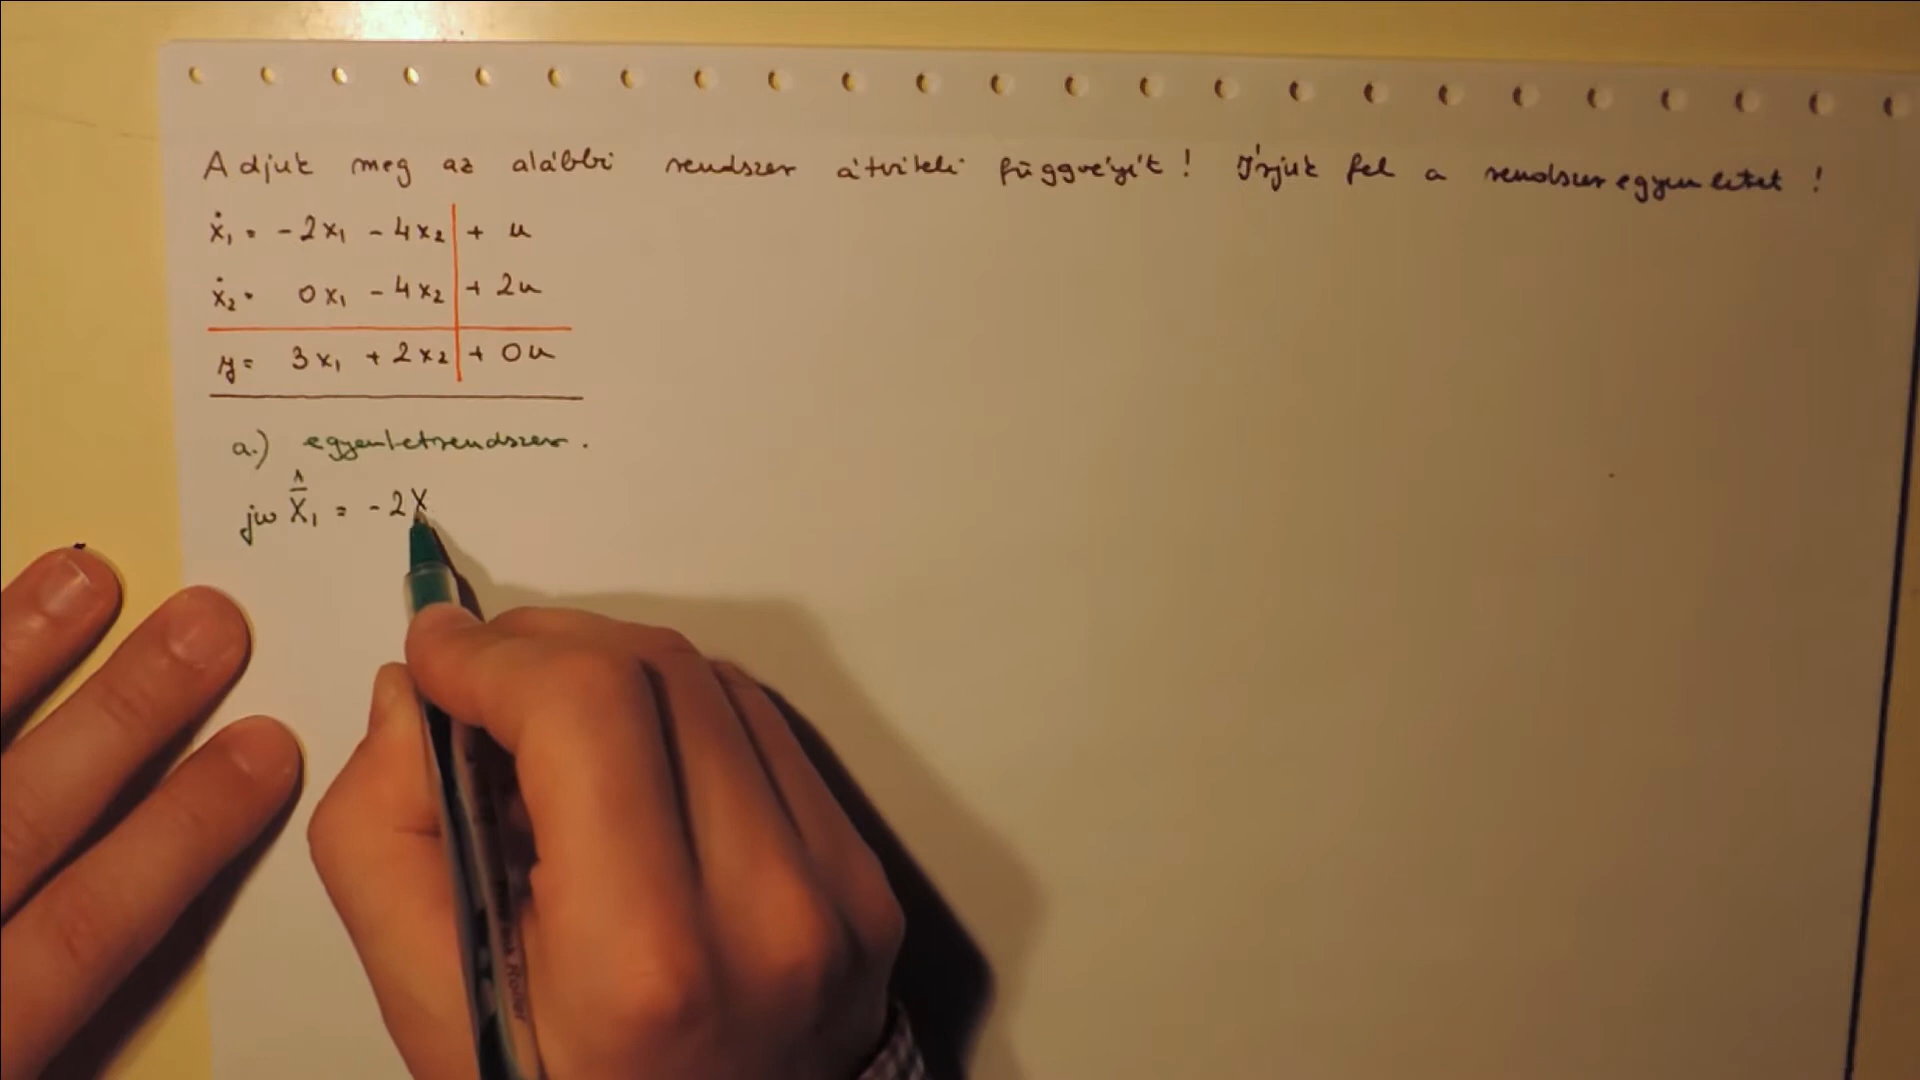 Adjuk meg az alábbi rendszer átviteli függvényét! Írjuk fel a rendszeregyenletet!
ẋ₁ = -2x₁ - 4x₂ + u
ẋ₂ = 0x₁ - 4x₂ + 2u
y = 3x₁ + 2x₂ + 0u
a.) egyenletrendszer.
jω X̲̂₁ = -2X